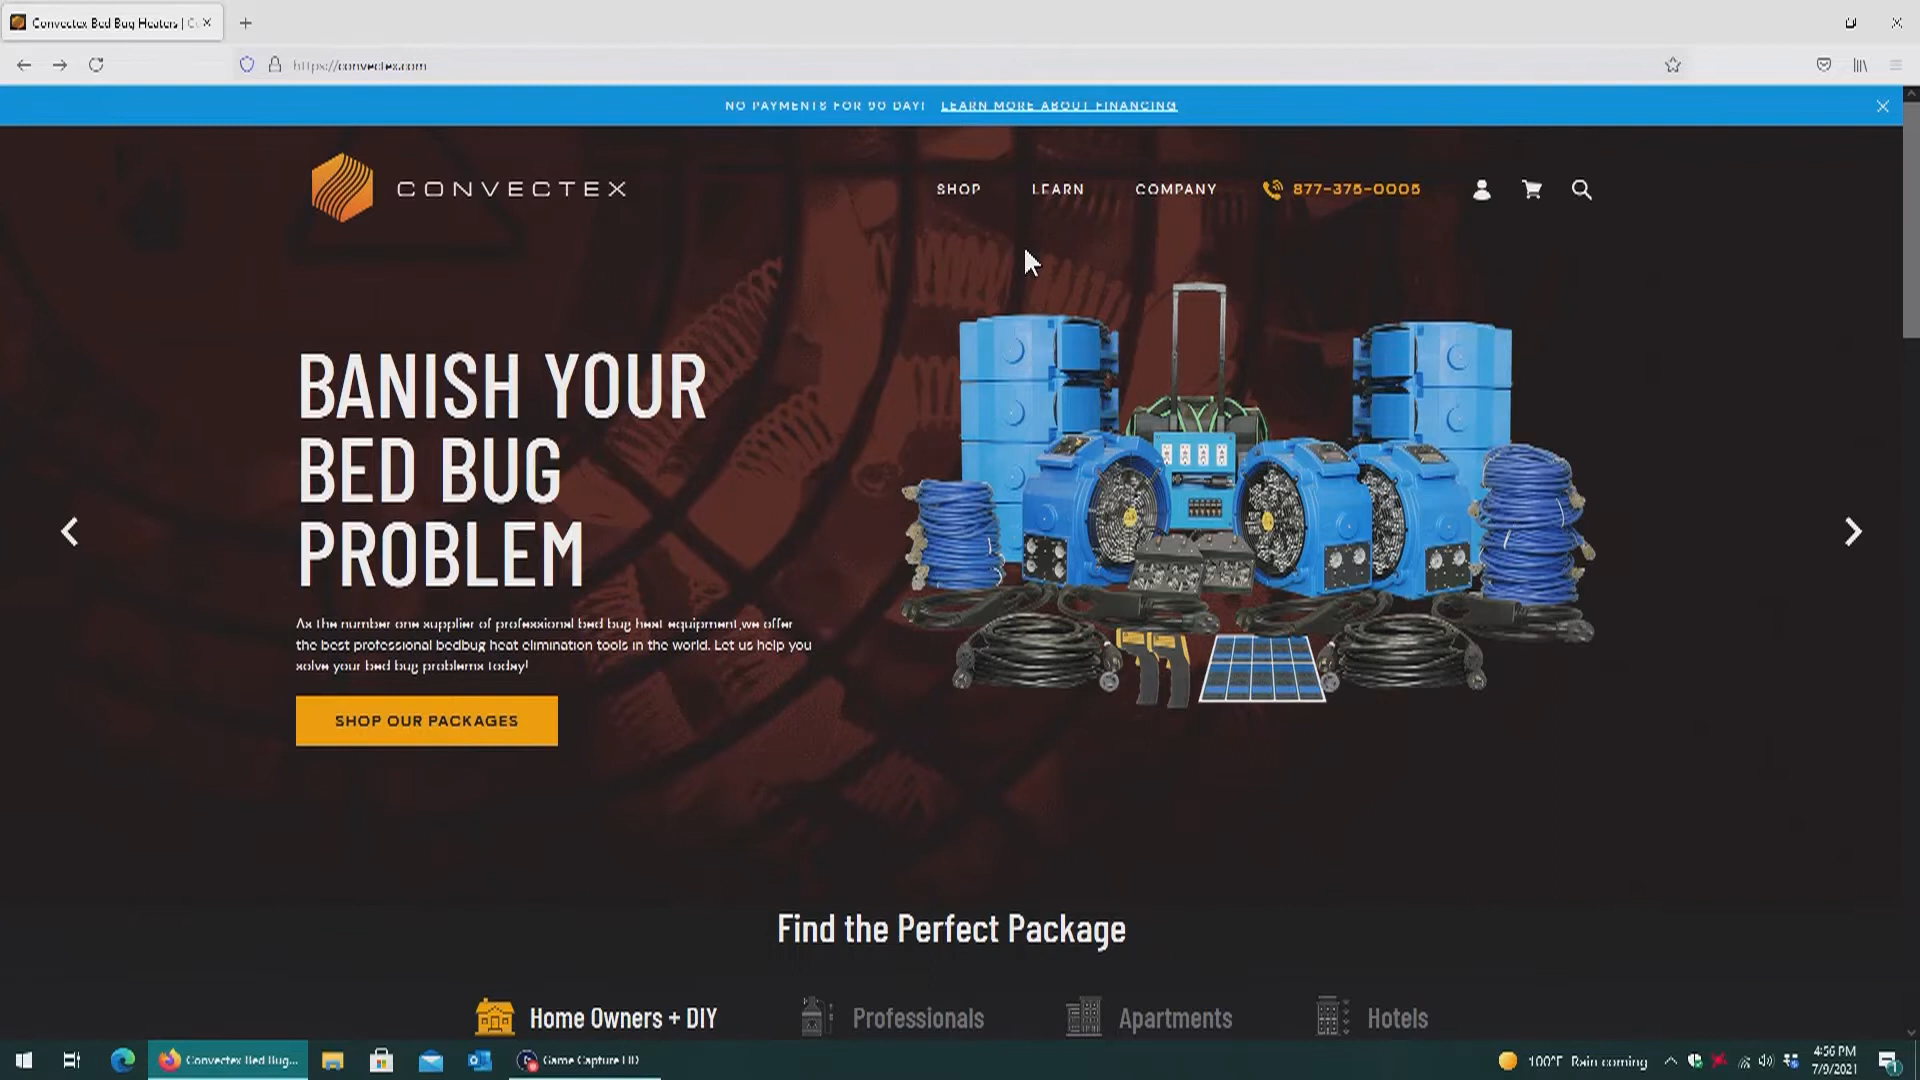 Convectex Bed Bug Heaters | C
https://convectex.com
NO PAYMENTS FOR 90 DAY! LEARN MORE ABOUT FINANCING
CONVECTEX
SHOP LEARN COMPANY 877-375-0005
BANISH YOUR
BED BUG
PROBLEM
As the number one supplier of professional bed bug heat equipment,we offer
the best professional bedbug heat elimination tools in the world. Let us help you
solve your bed bug problems today!
SHOP OUR PACKAGES
Find the Perfect Package
Home Owners + DIY Professionals Apartments Hotels
Convectex Bed Bug... Game Capture HD 100°F Rain coming 4:56 PM
7/9/2021